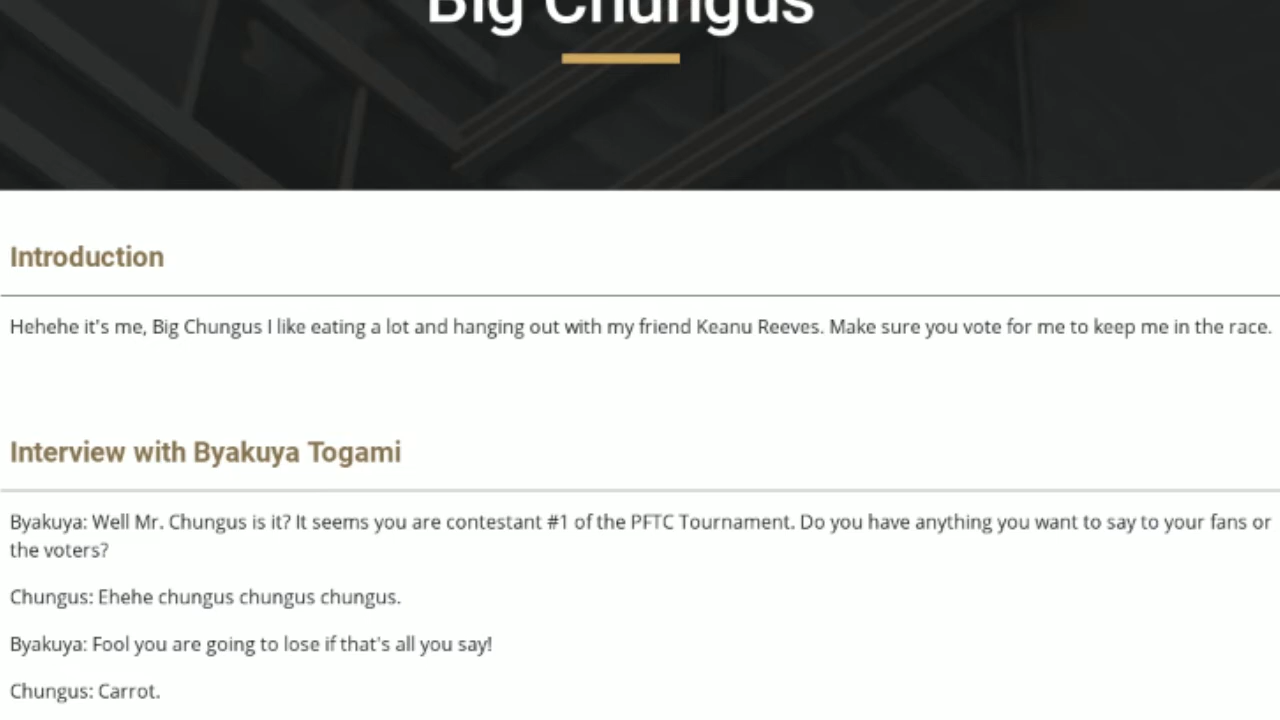 Big Chungus
Introduction
Hehehe it's me, Big Chungus I like eating a lot and hanging out with my friend Keanu Reeves. Make sure you vote for me to keep me in the race.
Interview with Byakuya Togami
Byakuya: Well Mr. Chungus is it? It seems you are contestant #1 of the PFTC Tournament. Do you have anything you want to say to your fans or
the voters?
Chungus: Ehehe chungus chungus chungus.
Byakuya: Fool you are going to lose if that's all you say!
Chungus: Carrot.